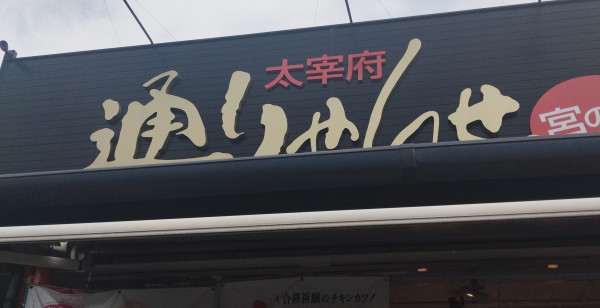 太宰府
通りゃんせ
宮の
合格祈願のチキンカツ！